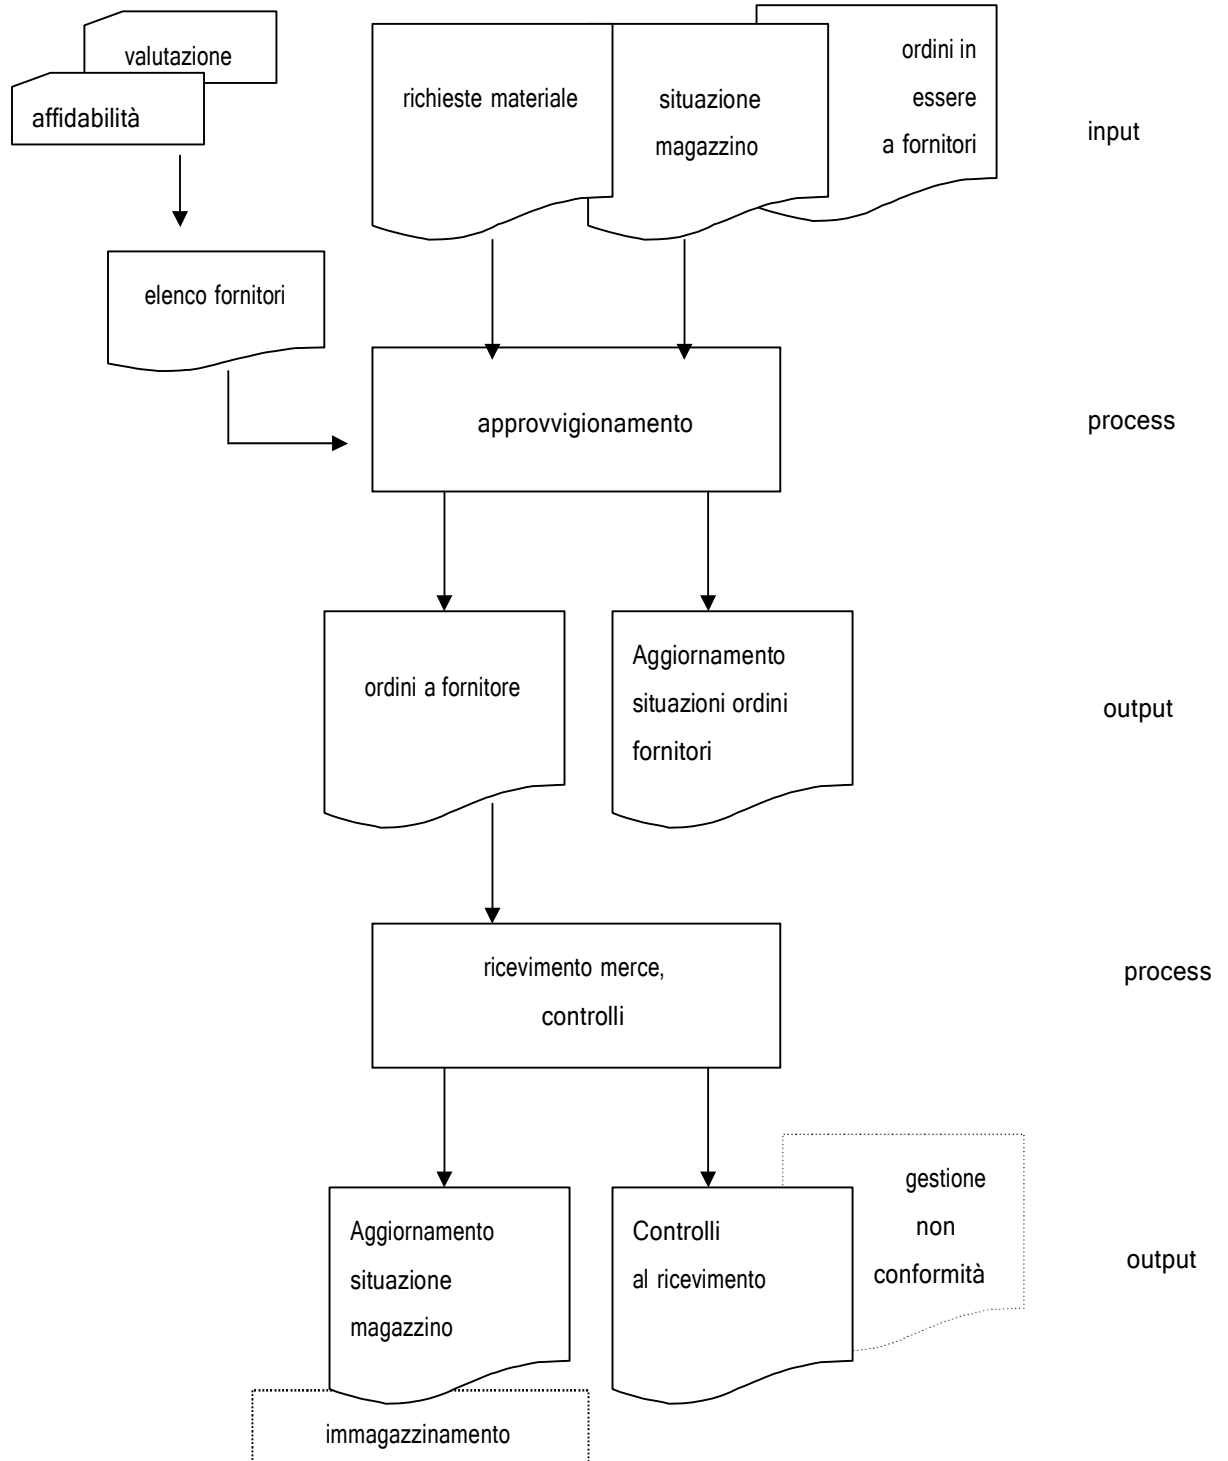 valutazione
affidabilità
richieste materiale
situazione
magazzino
ordini in
essere
a fornitori
input
elenco fornitori
approvvigionamento
process
ordini a fornitore
Aggiornamento
situazioni ordini
fornitori
output
ricevimento merce,
controlli
process
Aggiornamento
situazione
magazzino
Controlli
al ricevimento
gestione
non
conformità
output
immagazzinamento